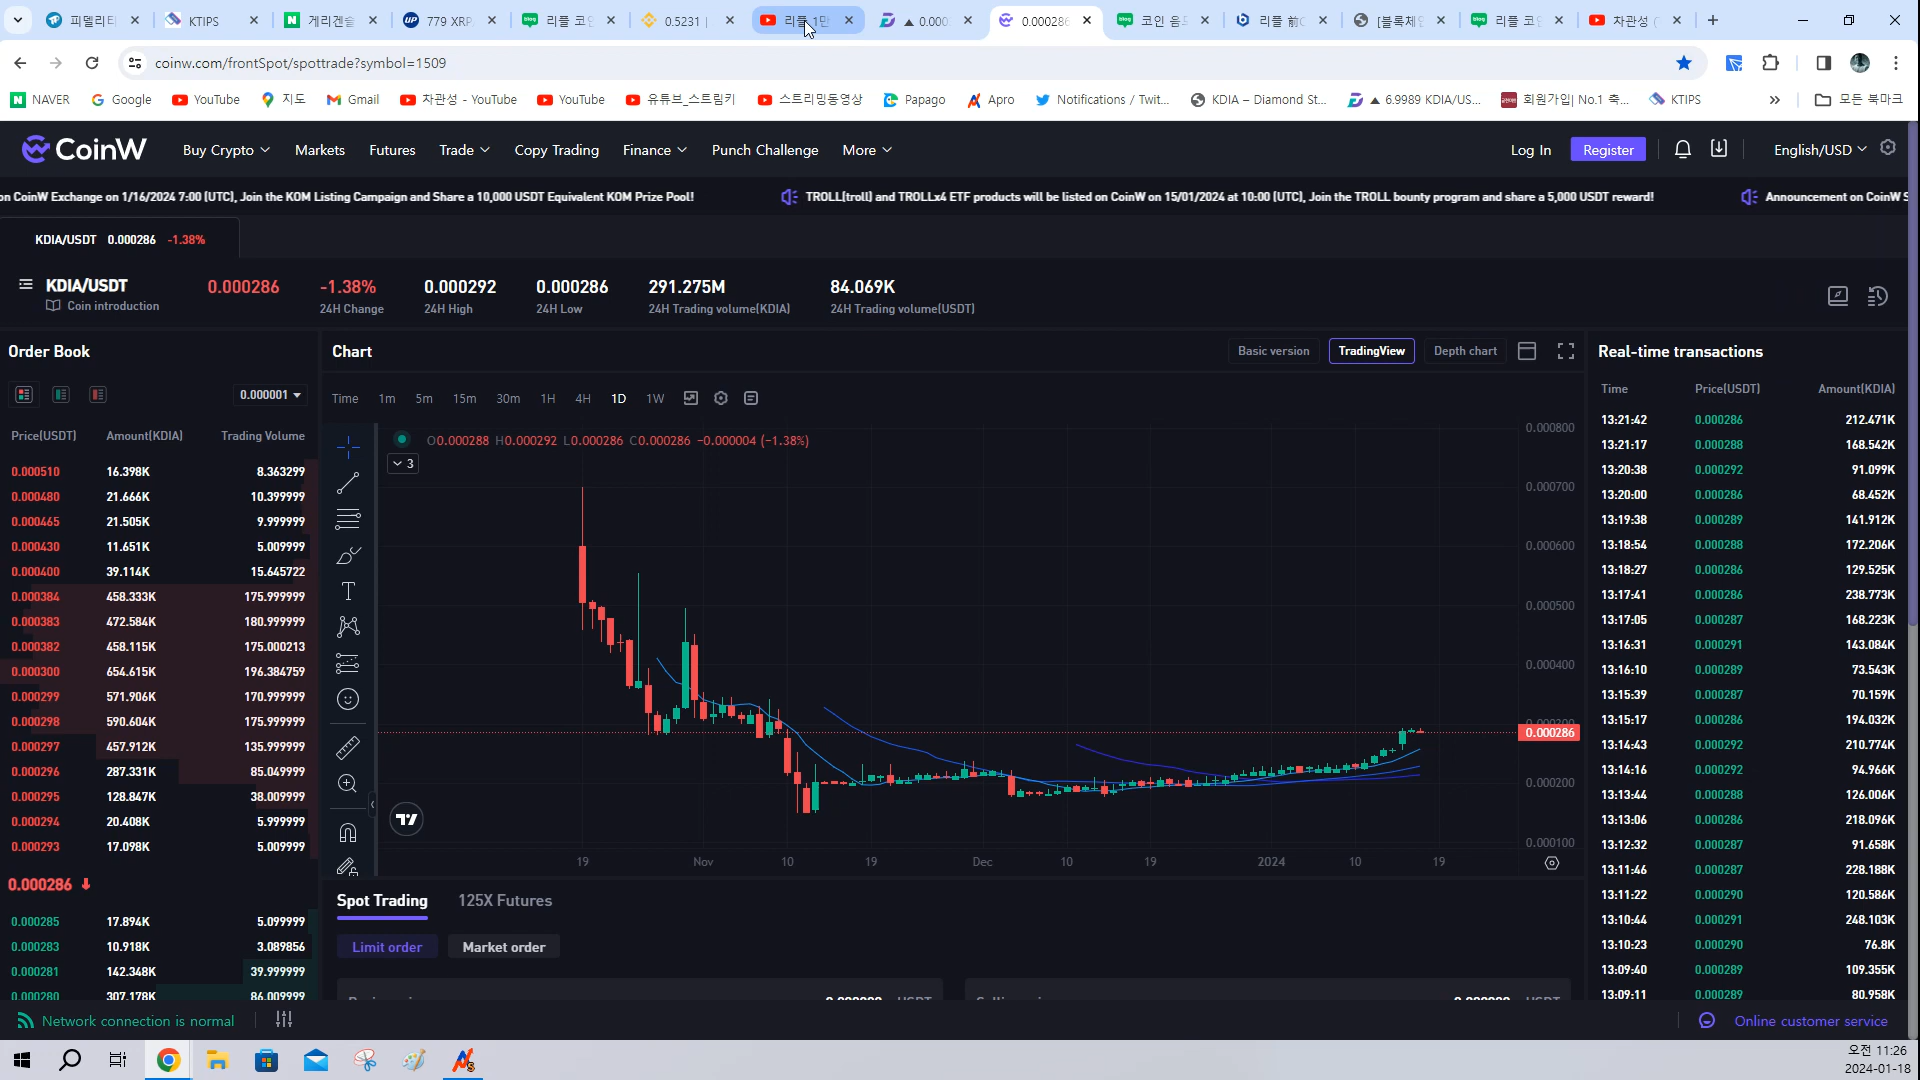 피델리티
KTIPS
게리겐슬
779 XRP
리플 코인
0.5231 |
리플 1만
▲ 0.000
0.000286
코인 음
리플 前
[블록체인
리플 코인
차관성
coinw.com/frontSpot/spottrade?symbol=1509
NAVER Google YouTube 지도 Gmail 차관성 - YouTube YouTube 유튜브_스트림키 스트리밍동영상 Papago Apro Notifications / Twit... KDIA – Diamond St... ▲ 6.9989 KDIA/US... 회원가입| No.1 축... KTIPS » 모든 북마크
CoinW Buy Crypto Markets Futures Trade Copy Trading Finance Punch Challenge More Log In Register English/USD
on CoinW Exchange on 1/16/2024 7:00 (UTC), Join the KOM Listing Campaign and Share a 10,000 USDT Equivalent KOM Prize Pool! TROLL(troll) and TROLLx4 ETF products will be listed on CoinW on 15/01/2024 at 10:00 (UTC), Join the TROLL bounty program and share a 5,000 USDT reward! Announcement on CoinW S
KDIA/USDT 0.000286 -1.38%
KDIA/USDT 0.000286 -1.38% 0.000292 0.000286 291.275M 84.069K
Coin introduction 24H Change 24H High 24H Low 24H Trading volume(KDIA) 24H Trading volume(USDT)
Order Book
0.000001
Price(USDT) Amount(KDIA) Trading Volume
0.000510 16.398K 8.363299
0.000480 21.666K 10.399999
0.000465 21.505K 9.999999
0.000430 11.651K 5.009999
0.000400 39.114K 15.645722
0.000384 458.333K 175.999999
0.000383 472.584K 180.999999
0.000382 458.115K 175.000213
0.000300 654.615K 196.384759
0.000299 571.906K 170.999999
0.000298 590.604K 175.999999
0.000297 457.912K 135.999999
0.000296 287.331K 85.049999
0.000295 128.847K 38.009999
0.000294 20.408K 5.999999
0.000293 17.098K 5.009999
0.000286
0.000285 17.894K 5.099999
0.000283 10.918K 3.089856
0.000281 142.348K 39.999999
0.000280 307.178K 86.009999
Chart Basic version TradingView Depth chart
Time 1m 5m 15m 30m 1H 4H 1D 1W
O0.000288 H0.000292 L0.000286 C0.000286 −0.000004 (−1.38%)
3
0.000800
0.000700
0.000600
0.000500
0.000400
0.000300
0.000286
0.000200
0.000100
19 Nov 10 19 Dec 10 19 2024 10 19
Spot Trading 125X Futures
Limit order Market order
Real-time transactions
Time Price(USDT) Amount(KDIA)
13:21:42 0.000286 212.471K
13:21:17 0.000288 168.542K
13:20:38 0.000292 91.099K
13:20:00 0.000286 68.452K
13:19:38 0.000289 141.912K
13:18:54 0.000288 172.206K
13:18:27 0.000286 129.525K
13:17:41 0.000286 238.773K
13:17:05 0.000287 168.223K
13:16:31 0.000291 143.084K
13:16:10 0.000289 73.543K
13:15:39 0.000287 70.159K
13:15:17 0.000286 194.032K
13:14:43 0.000292 210.774K
13:14:16 0.000292 94.966K
13:13:44 0.000288 126.006K
13:13:06 0.000286 218.096K
13:12:32 0.000287 91.658K
13:11:46 0.000287 228.188K
13:11:22 0.000290 120.586K
13:10:44 0.000291 248.103K
13:10:23 0.000290 76.8K
13:09:40 0.000289 109.355K
13:09:11 0.000289 80.958K
Network connection is normal
Online customer service
오전 11:26
2024-01-18